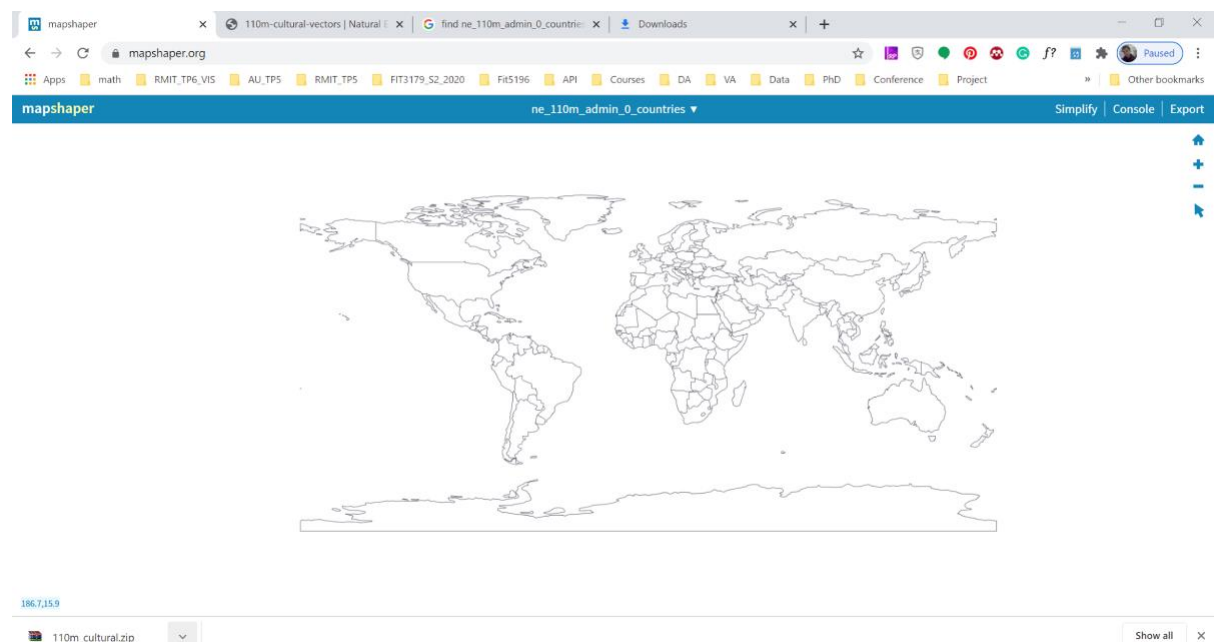 mapshaper
110m-cultural-vectors | Natural E
find ne_110m_admin_0_countries
Downloads
mapshaper.org
f?
Paused
Apps math RMIT_TP6_VIS AU_TP5 RMIT_TP5 FIT3179_S2_2020 Fit5196 API Courses DA VA Data PhD Conference Project » Other bookmarks
mapshaper ne_110m_admin_0_countries ▼ Simplify | Console | Export
186.7,15.9
110m_cultural.zip Show all